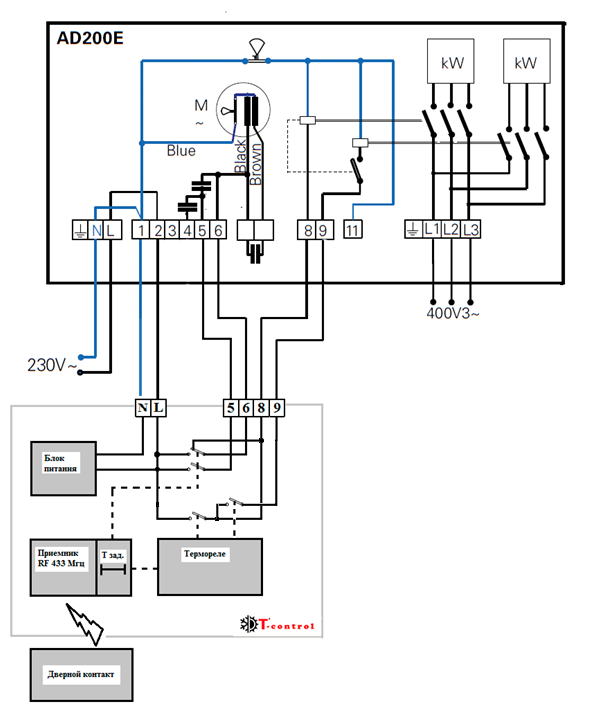 AD200E
kW
kW
M
~
Blue
Black
Brown
N
L
1
2
3
4
5
6
8
9
11
L1
L2
L3
400V3~
230V~
N
L
5
6
8
9
Блок
питания
Приемник
RF 433 Мгц
Т зад.
Термореле
T-control
Дверной контакт